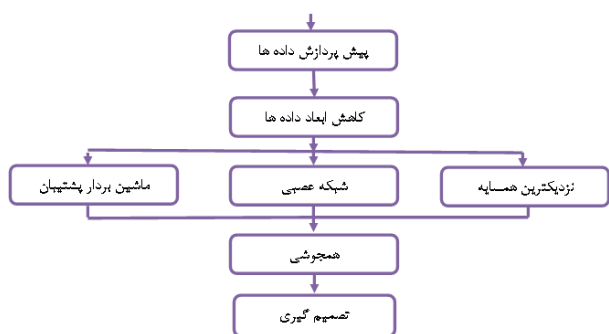 پیش پردازش داده ها
کاهش ابعاد داده ها
نزدیکترین همسایه
شبکه عصبی
ماشین بردار پشتیبان
همجوشی
تصمیم گیری